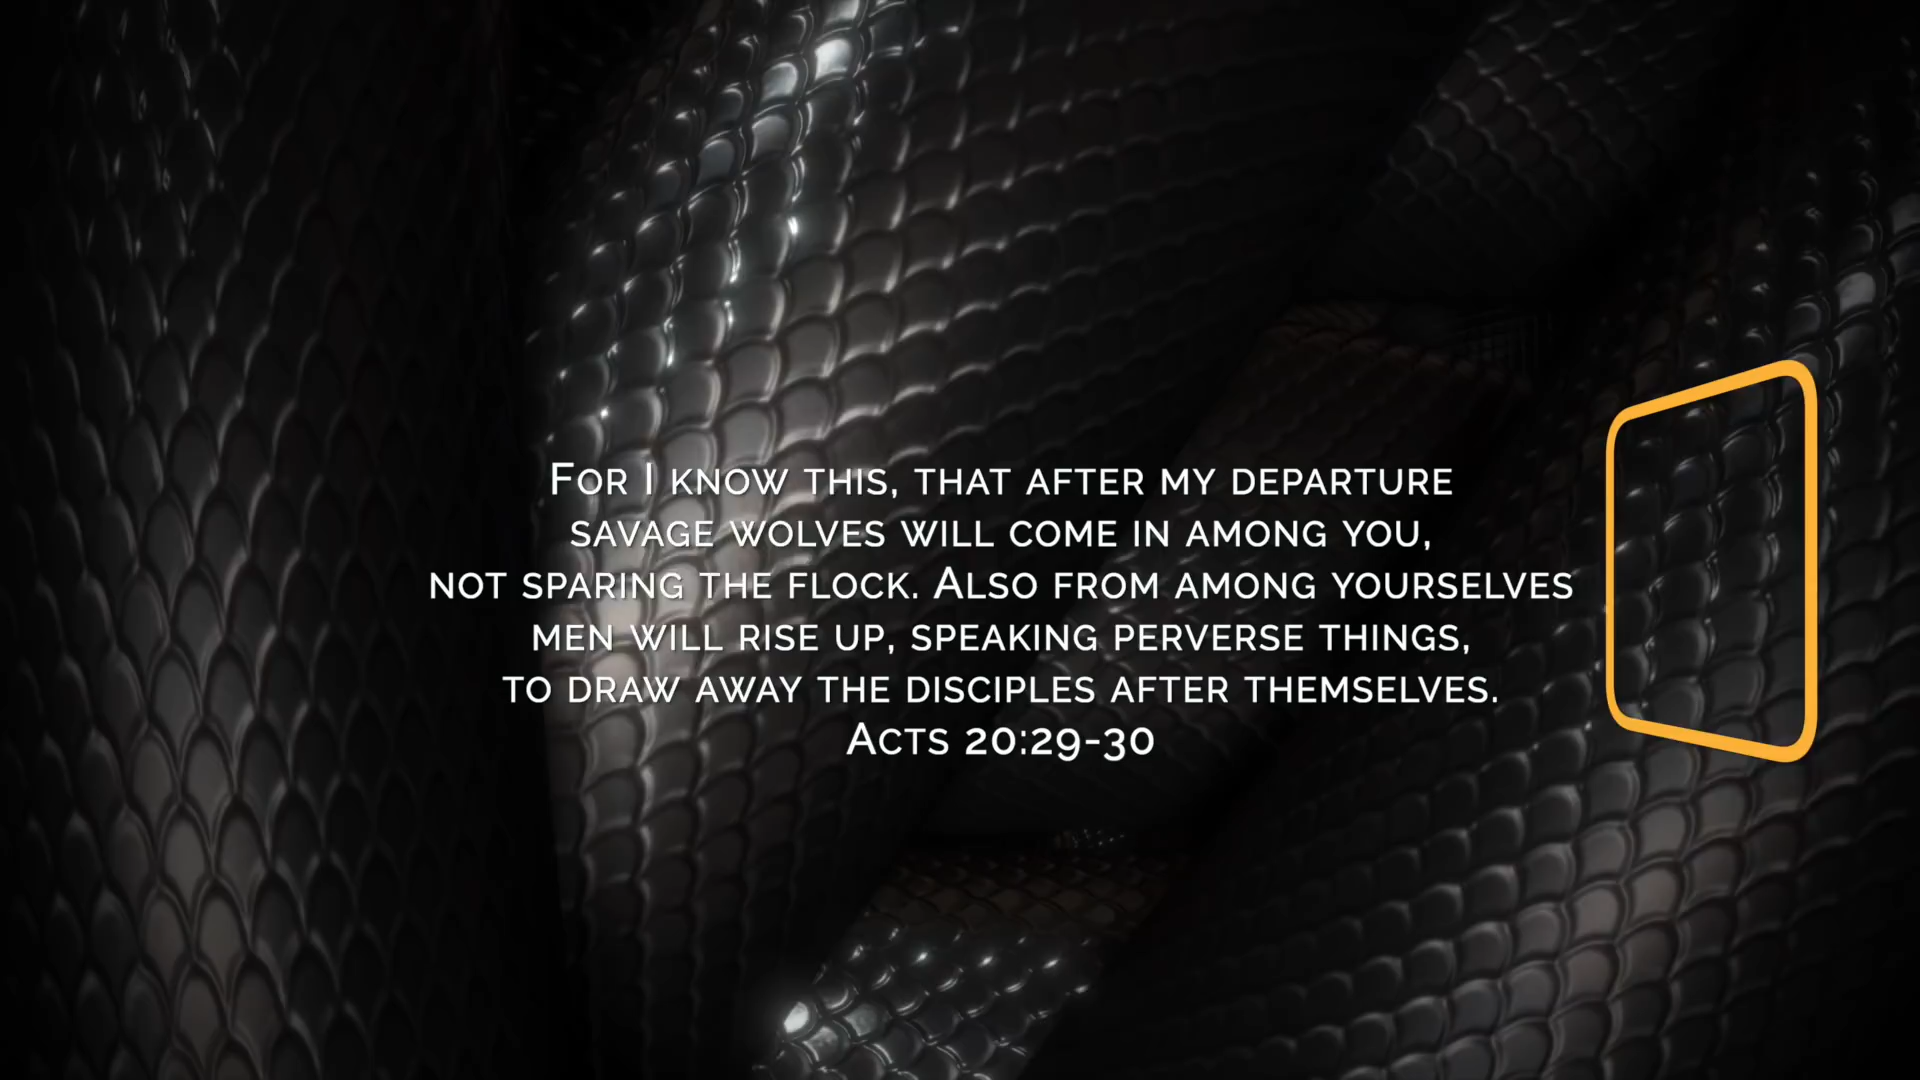 For I know this, that after my departure
savage wolves will come in among you,
not sparing the flock. Also from among yourselves
men will rise up, speaking perverse things,
to draw away the disciples after themselves.
Acts 20:29-30